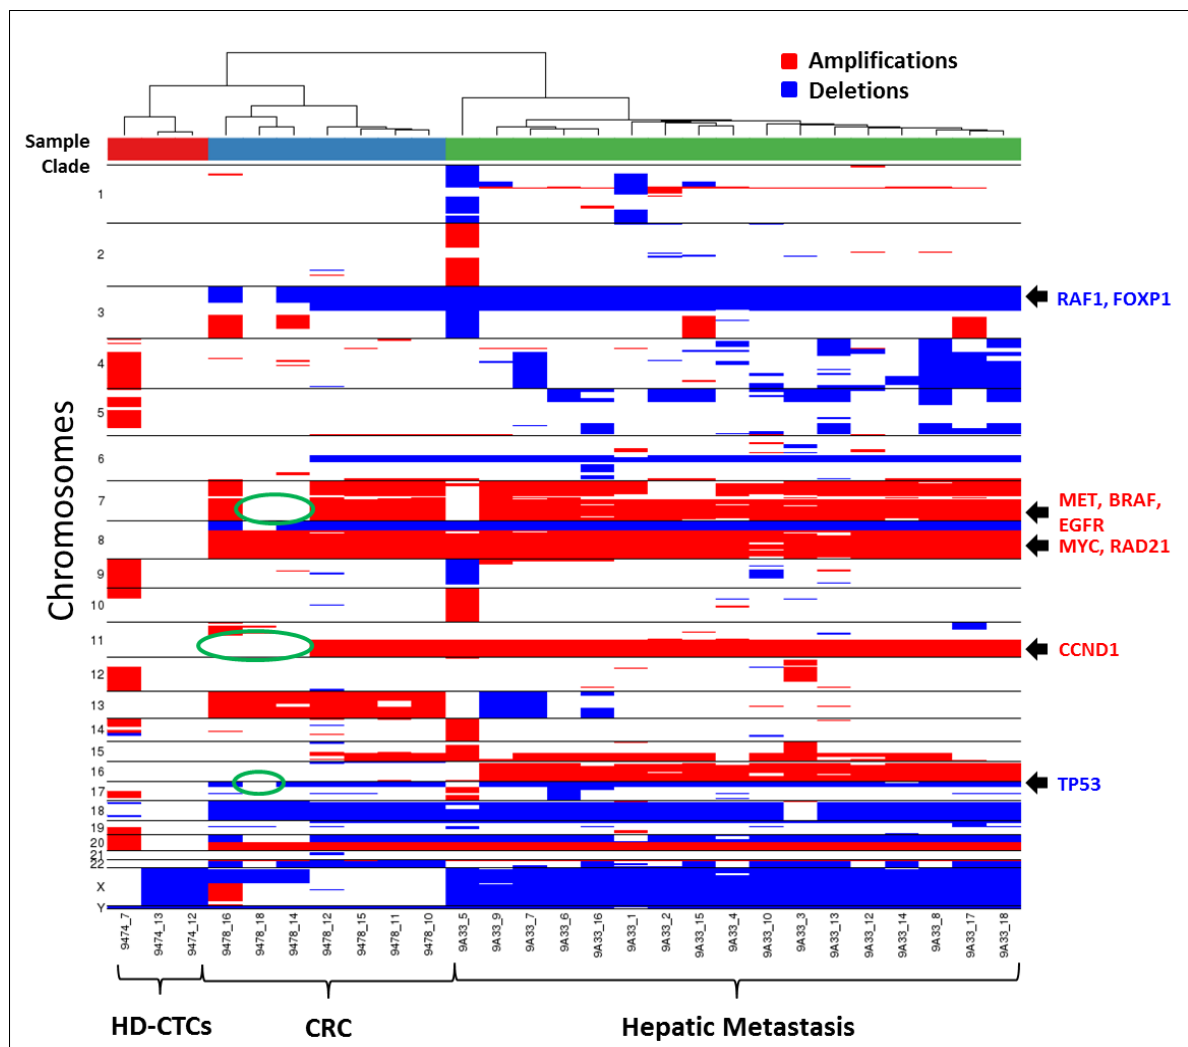 Amplifications
Deletions
Sample
Clade
Chromosomes
1
2
3
4
5
6
7
8
9
10
11
12
13
14
15
16
17
18
19
20
21
22
X
Y
RAF1, FOXP1
MET, BRAF,
EGFR
MYC, RAD21
CCND1
TP53
9474_7
9474_13
9474_12
9478_16
9478_18
9478_14
9478_12
9478_15
9478_11
9478_10
9A33_5
9A33_9
9A33_7
9A33_6
9A33_16
9A33_1
9A33_2
9A33_15
9A33_4
9A33_10
9A33_3
9A33_13
9A33_12
9A33_14
9A33_8
9A33_17
9A33_18
HD-CTCs
CRC
Hepatic Metastasis